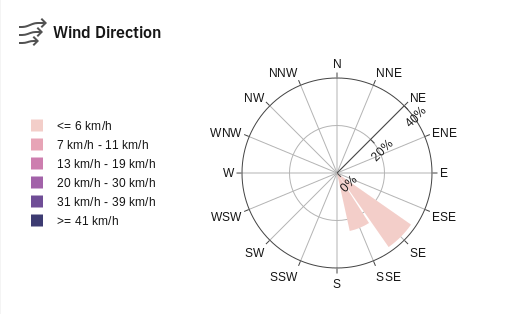 Wind Direction
<= 6 km/h
7 km/h - 11 km/h
13 km/h - 19 km/h
20 km/h - 30 km/h
31 km/h - 39 km/h
>= 41 km/h
N
NNE
NE
ENE
E
ESE
SE
SSE
S
SSW
SW
WSW
W
WNW
NW
NNW
0%
20%
40%